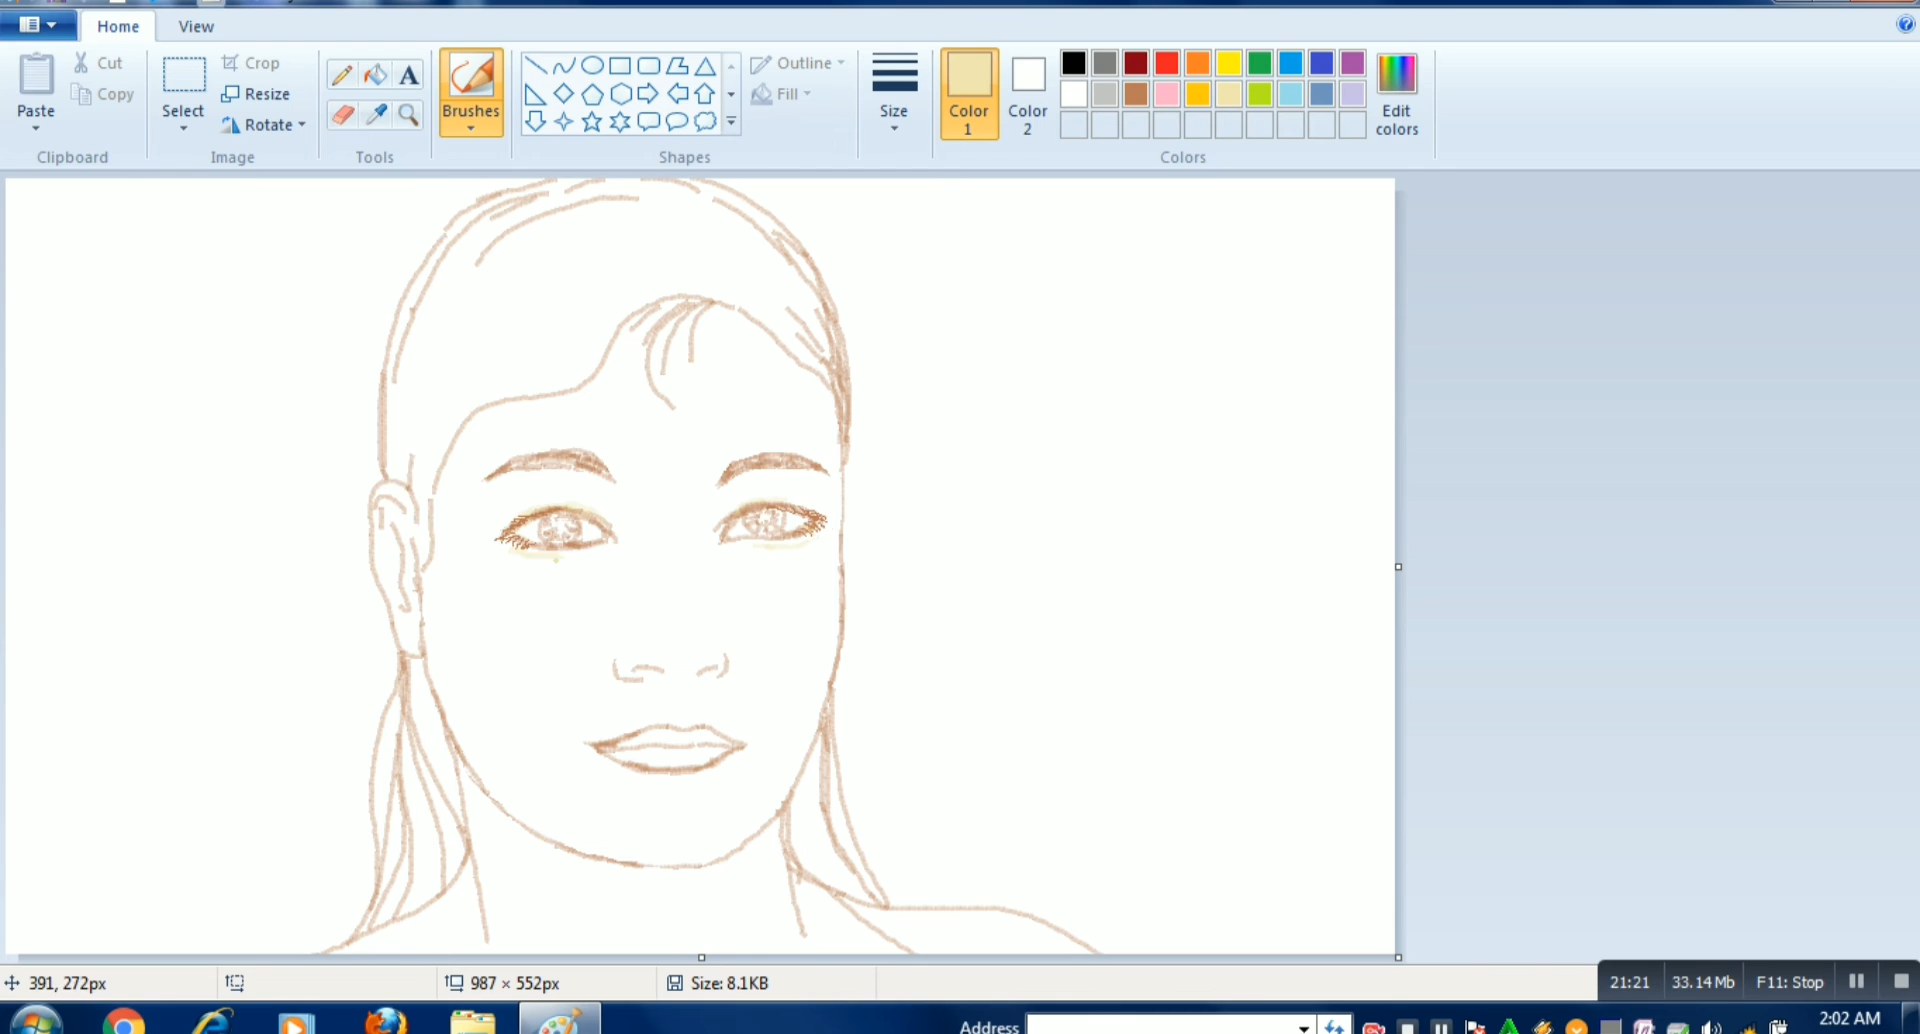 Home View
Cut
Copy
Paste
Clipboard
Select
Crop
Resize
Rotate
Image
A
Tools
Brushes
Outline
Fill
Shapes
Size
Color
1
Color
2
Edit
colors
Colors
391, 272px
987 × 552px
Size: 8.1KB
21:21 33.14 Mb F11: Stop
Address
2:02 AM